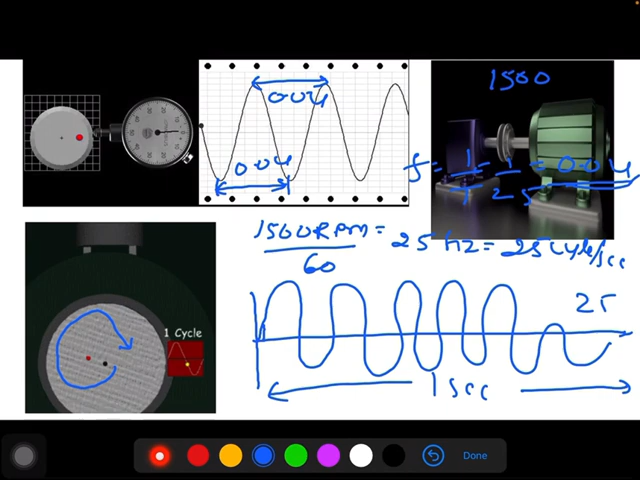 1500
0.04
0.04
f = 1/T = 1/25 = 0.04
1500 RPM / 60 = 25 HZ = 25 cycle/sec
1 Cycle
25
1 sec
Done